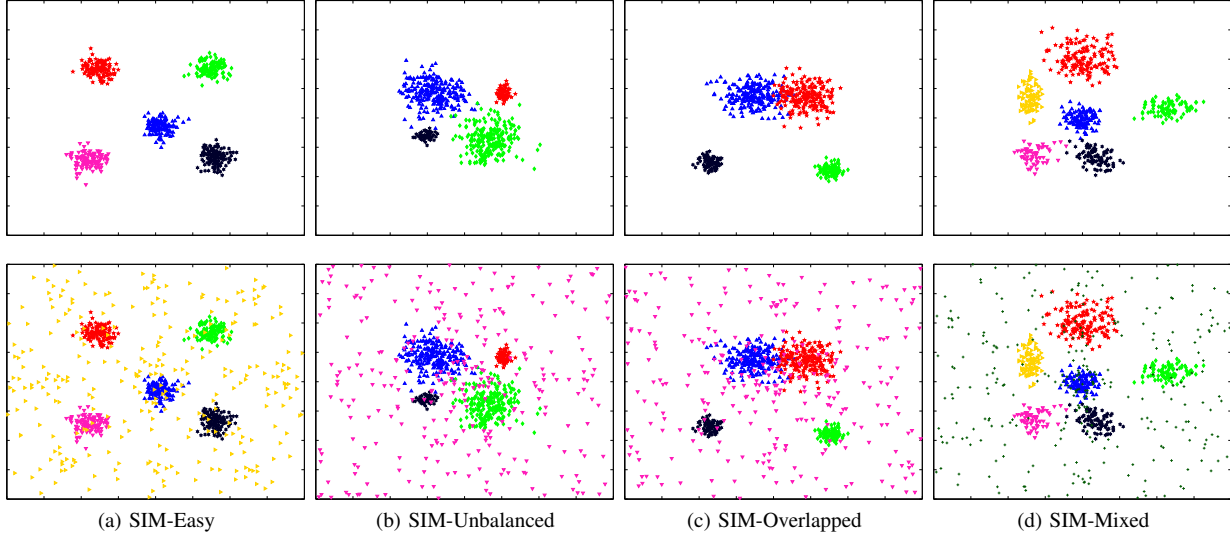 (a) SIM-Easy
(b) SIM-Unbalanced
(c) SIM-Overlapped
(d) SIM-Mixed